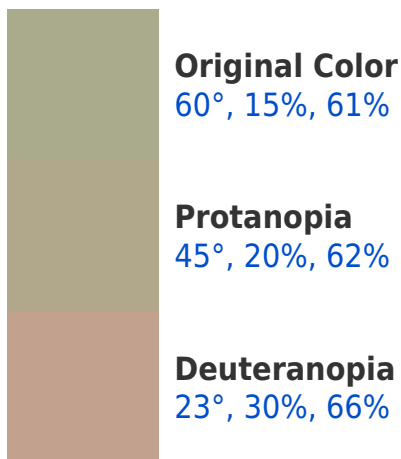 Original Color
60°, 15%, 61%
Protanopia
45°, 20%, 62%
Deuteranopia
23°, 30%, 66%